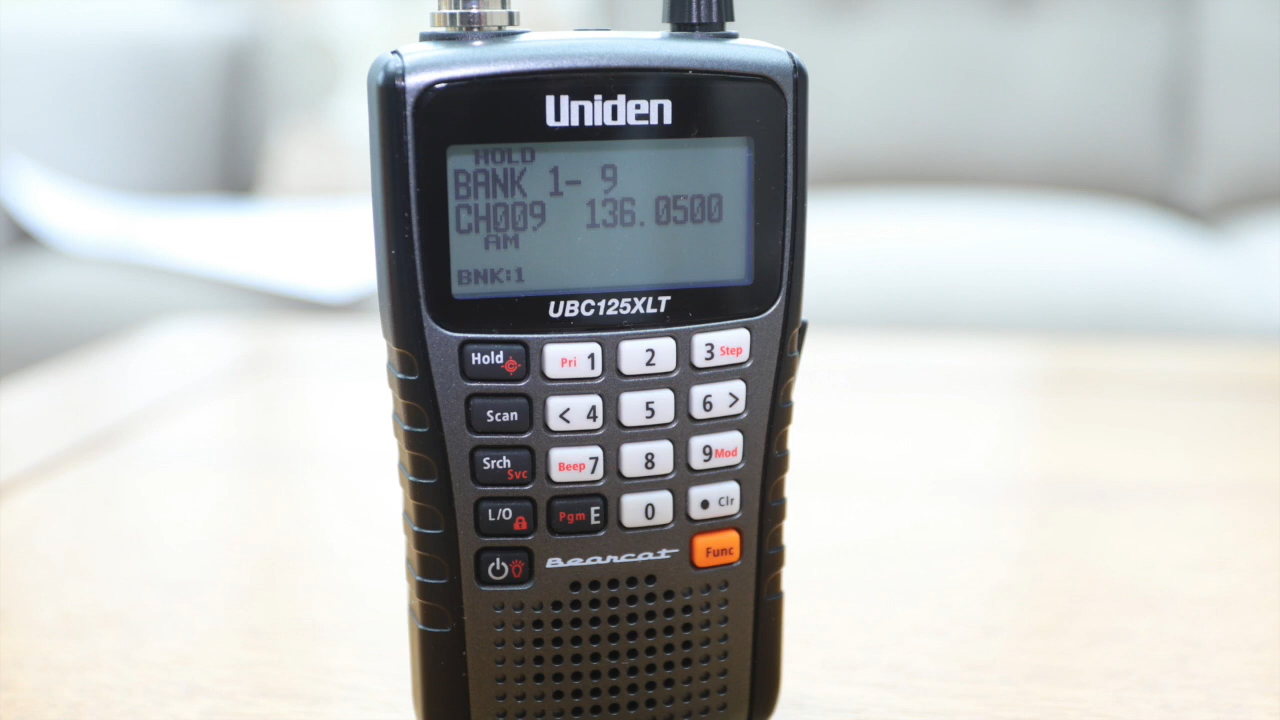 Uniden
HOLD
BANK 1- 9
CH009 136.0500
AM
BNK:1
UBC125XLT
Hold Pri 1 2 3 Step
Scan < 4 5 6 >
Srch Svc Beep 7 8 9 Mod
L/O Pgm E 0 • Clr
Bearcat Func